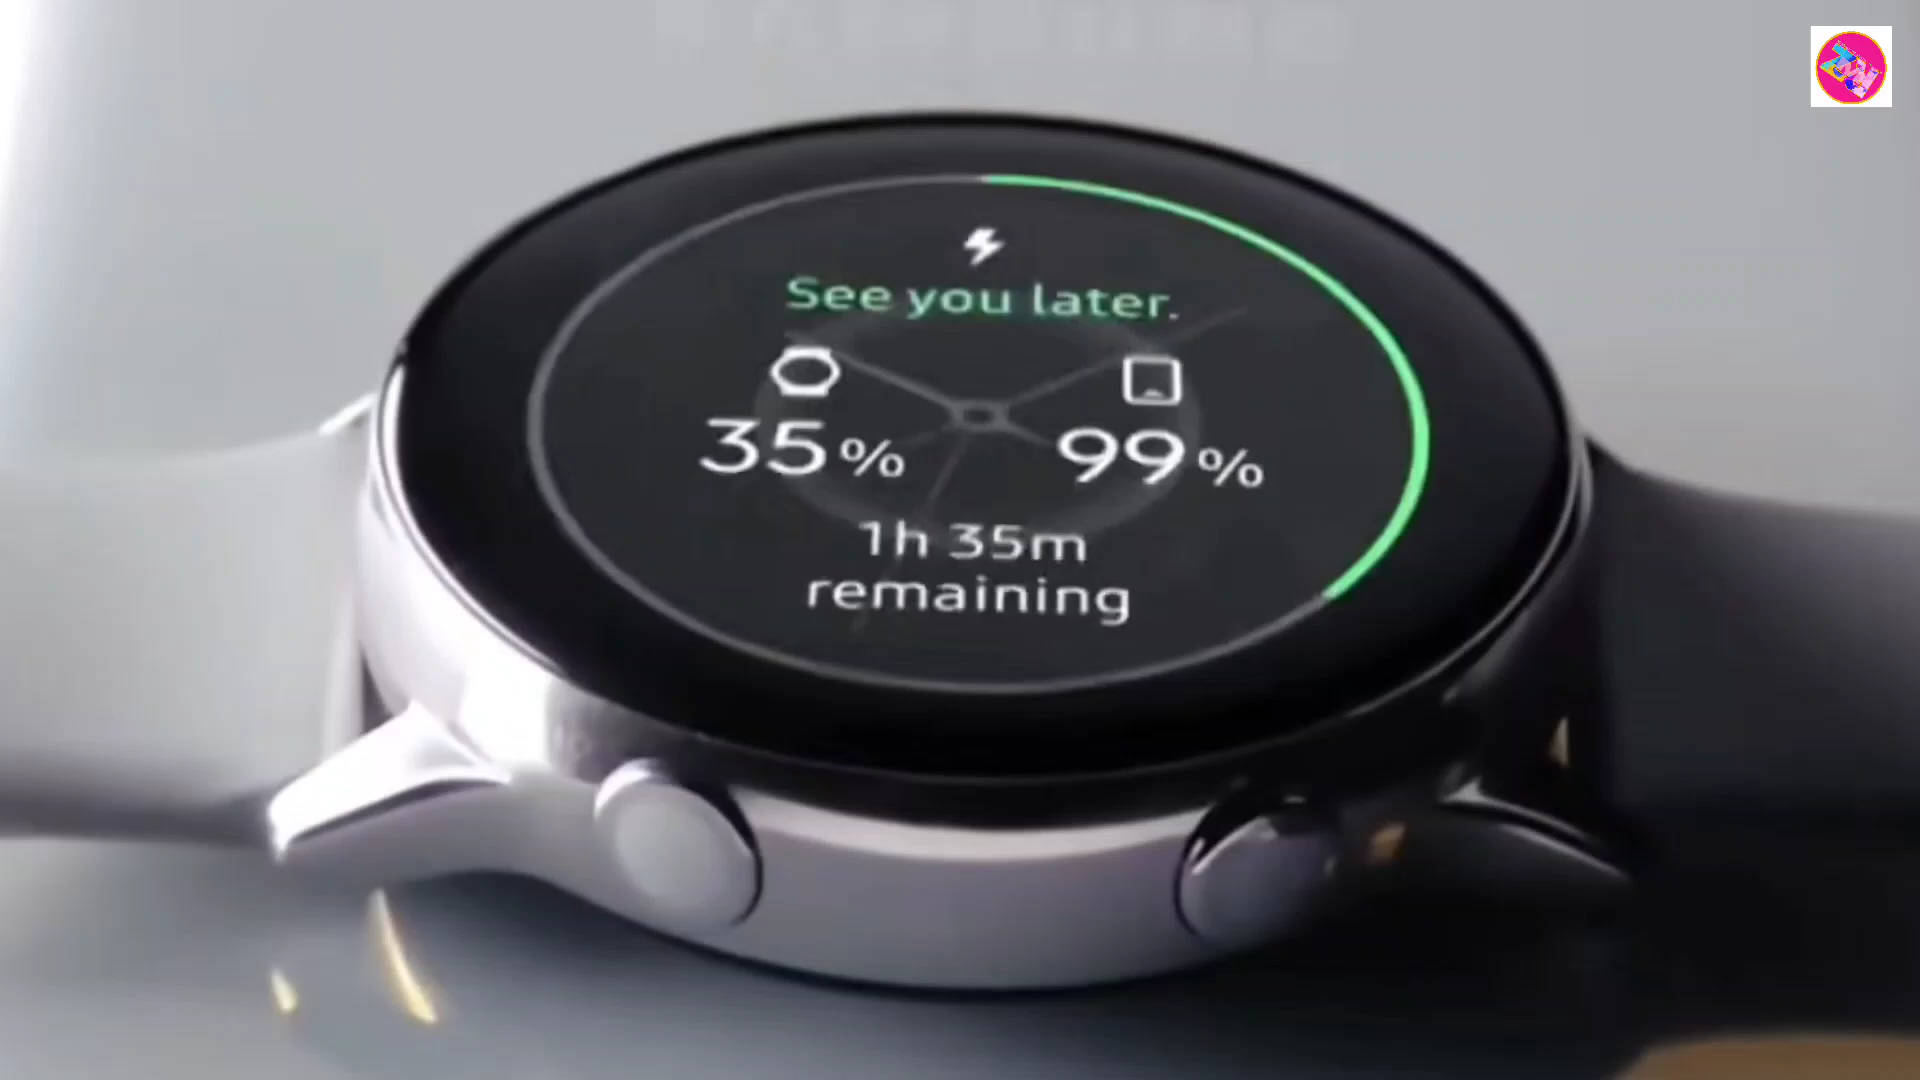 See you later.
35%
99%
1h 35m
remaining